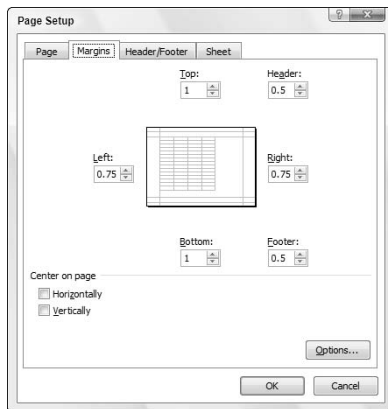 Page Setup
Page Margins Header/Footer Sheet
Top: Header:
1 0.5
Left: Right:
0.75 0.75
Bottom: Footer:
1 0.5
Center on page
Horizontally
Vertically
Options...
OK Cancel